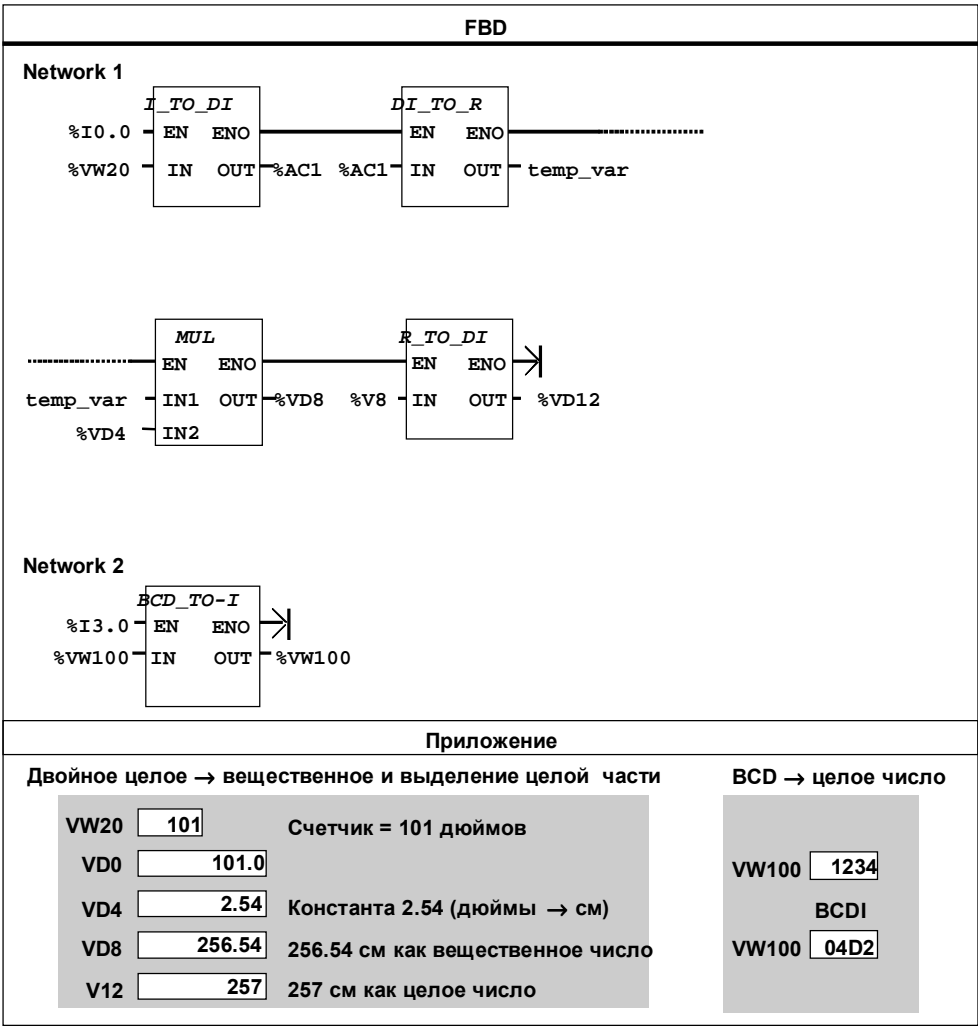 FBD
Network 1
I_TO_DI DI_TO_R
%I0.0 EN ENO EN ENO
%VW20 IN OUT %AC1 %AC1 IN OUT temp_var
MUL R_TO_DI
EN ENO EN ENO
temp_var IN1 OUT %VD8 %V8 IN OUT %VD12
%VD4 IN2
Network 2
BCD_TO-I
%I3.0 EN ENO
%VW100 IN OUT %VW100
Приложение
Двойное целое → вещественное и выделение целой части BCD → целое число
VW20 101 Счетчик = 101 дюймов
VD0 101.0 VW100 1234
VD4 2.54 Константа 2.54 (дюймы → см) BCDI
VD8 256.54 256.54 см как вещественное число VW100 04D2
V12 257 257 см как целое число